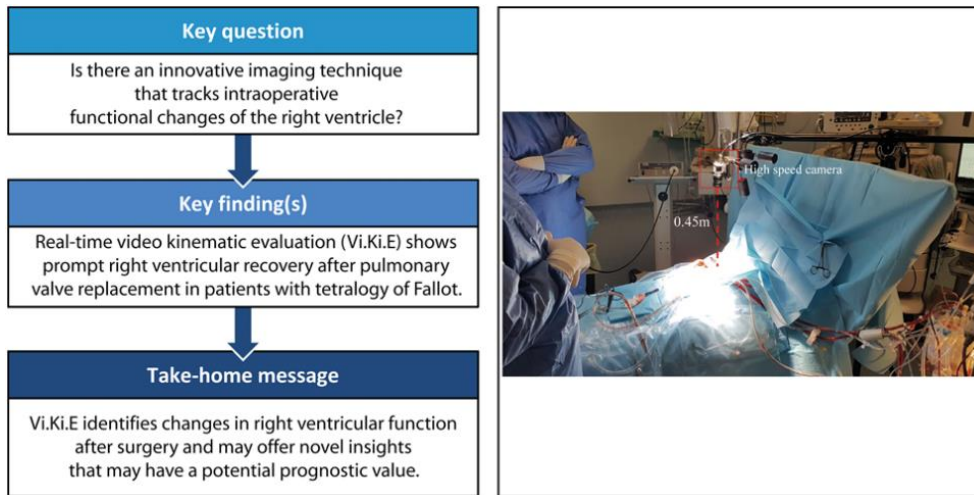 Key question
Is there an innovative imaging technique
that tracks intraoperative
functional changes of the right ventricle?
Key finding(s)
Real-time video kinematic evaluation (Vi.Ki.E) shows
prompt right ventricular recovery after pulmonary
valve replacement in patients with tetralogy of Fallot.
Take-home message
Vi.Ki.E identifies changes in right ventricular function
after surgery and may offer novel insights
that may have a potential prognostic value.
High speed camera
0.45m